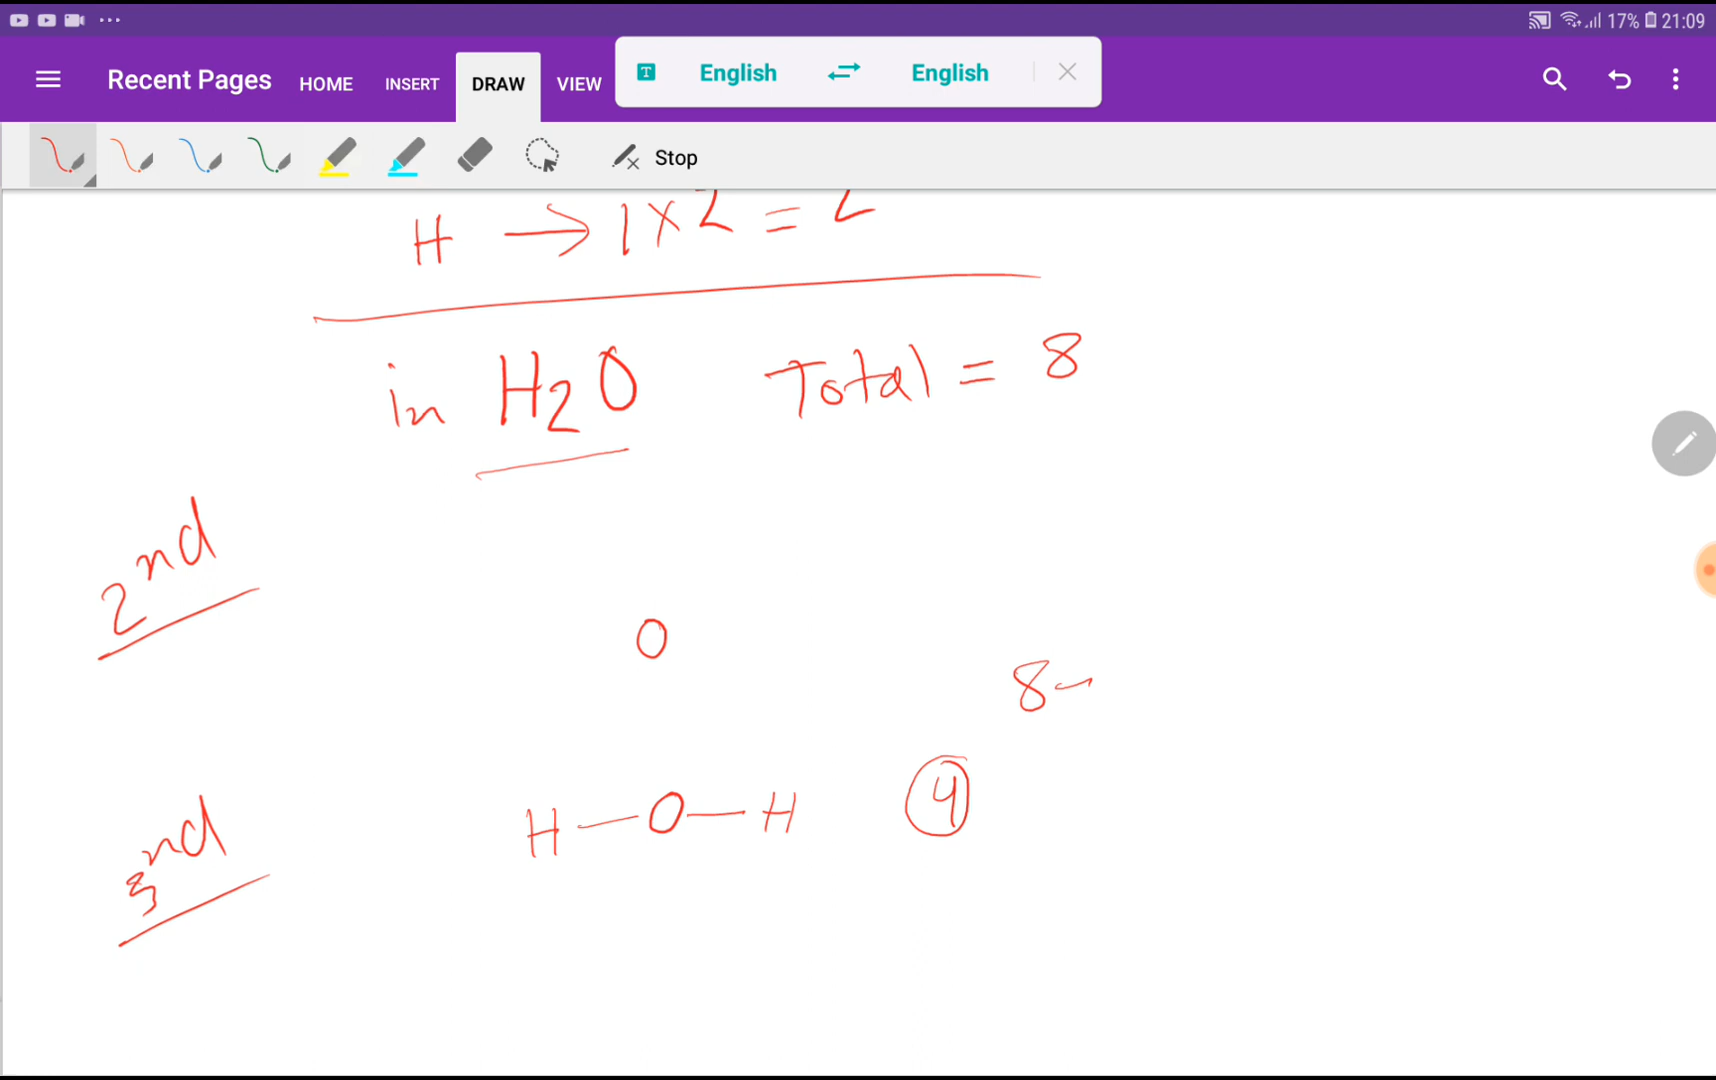 17% 21:09
Recent Pages HOME INSERT DRAW VIEW English English
Stop
H → 1 x 2 = 2
in H2O Total = 8
2nd
O
8-
H - O - H 4
3nd